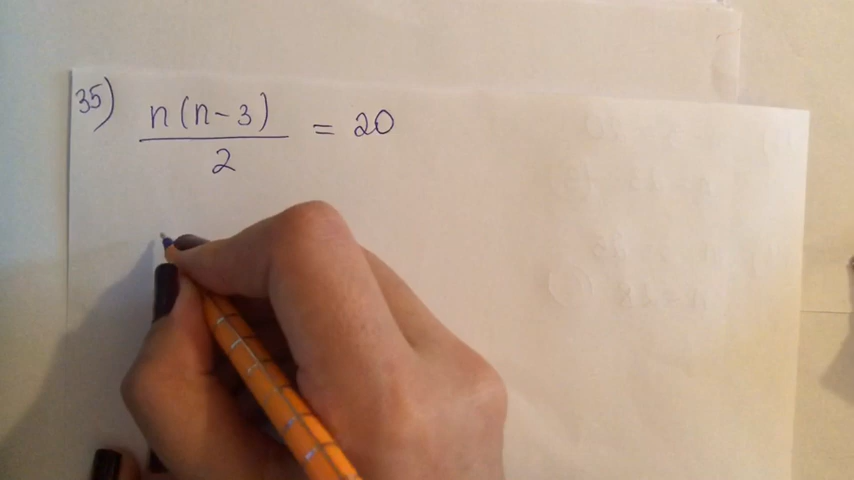 35) n(n-3)
2
= 20